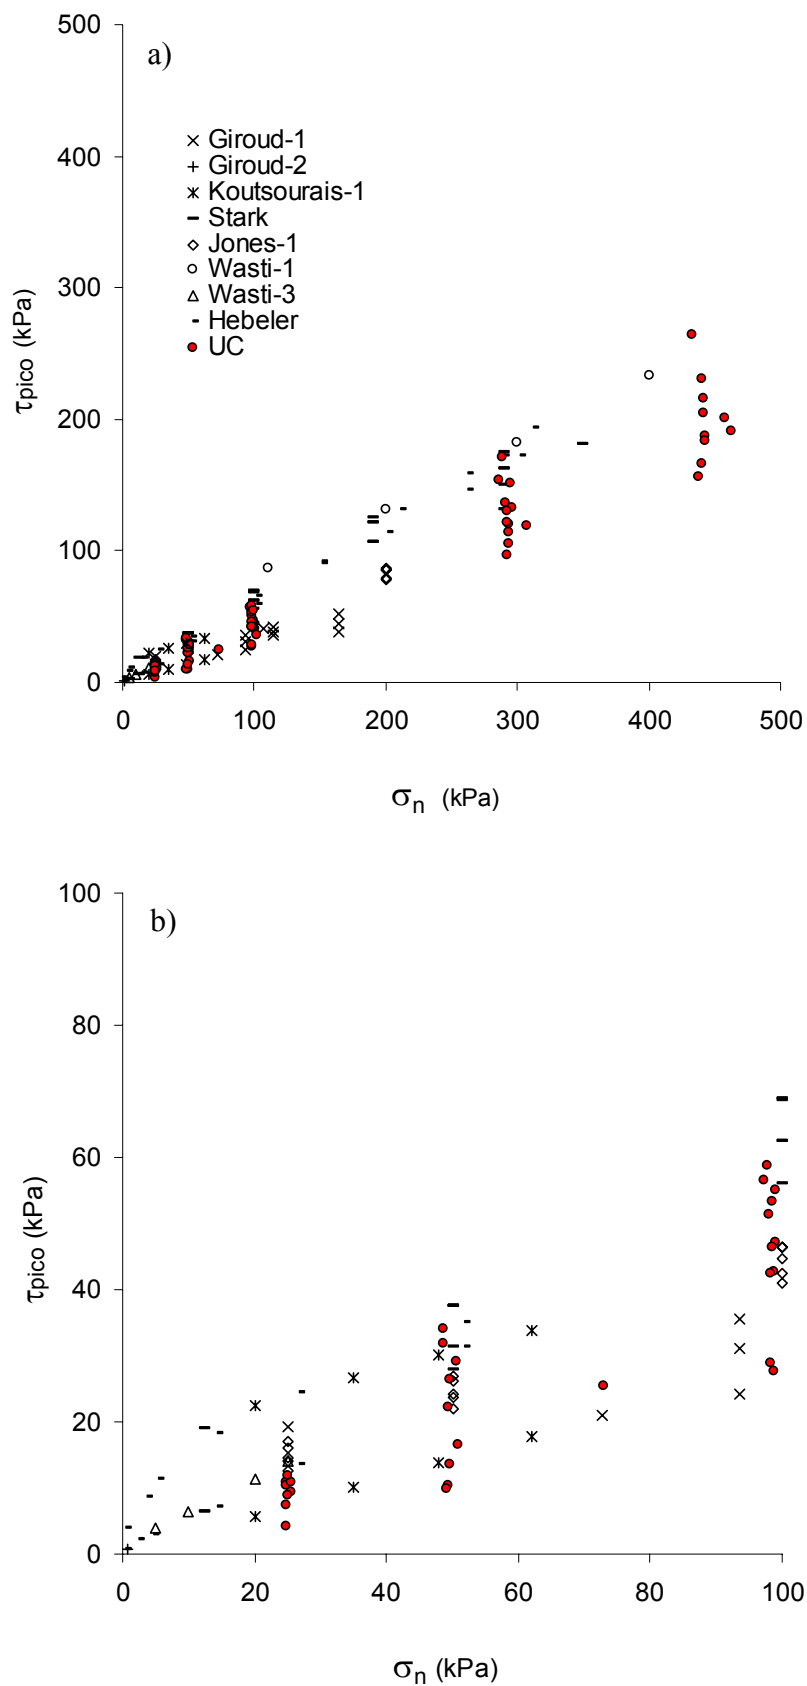 500
a)
Giroud-1
400
Giroud-2
Koutsourais-1
Stark
Jones-1
Wasti-1
300
Wasti-3
Hebeler
UC
τpico (kPa)
200
100
0
0 100 200 300 400 500
σn (kPa)
100
b)
80
60
τpico (kPa)
40
20
0
0 20 40 60 80 100
σn (kPa)